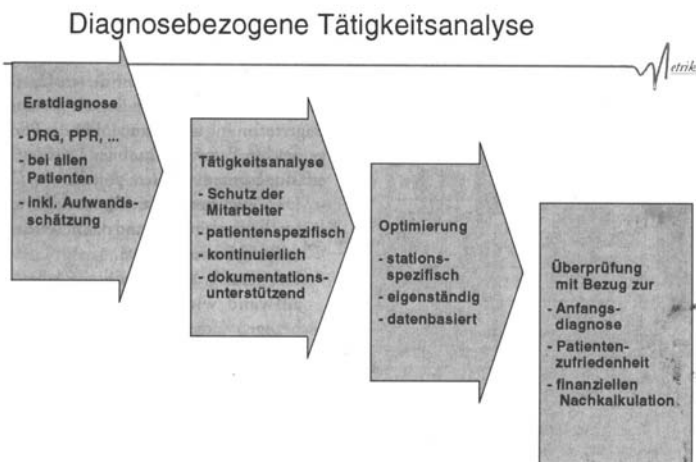 Diagnosebezogene Tätigkeitsanalyse
etrik
Erstdiagnose
- DRG, PPR, ...
- bei allen
Patienten
- inkl. Aufwands-
schätzung
Tätigkeitsanalyse
- Schutz der
Mitarbeiter
- patientenspezifisch
- kontinuierlich
- dokumentations-
unterstützend
Optimierung
- stations-
spezifisch
- eigenständig
- datenbasiert
Überprüfung
mit Bezug zur
- Anfangs-
diagnose
- Patienten-
zufriedenheit
- finanziellen
Nachkalkulation